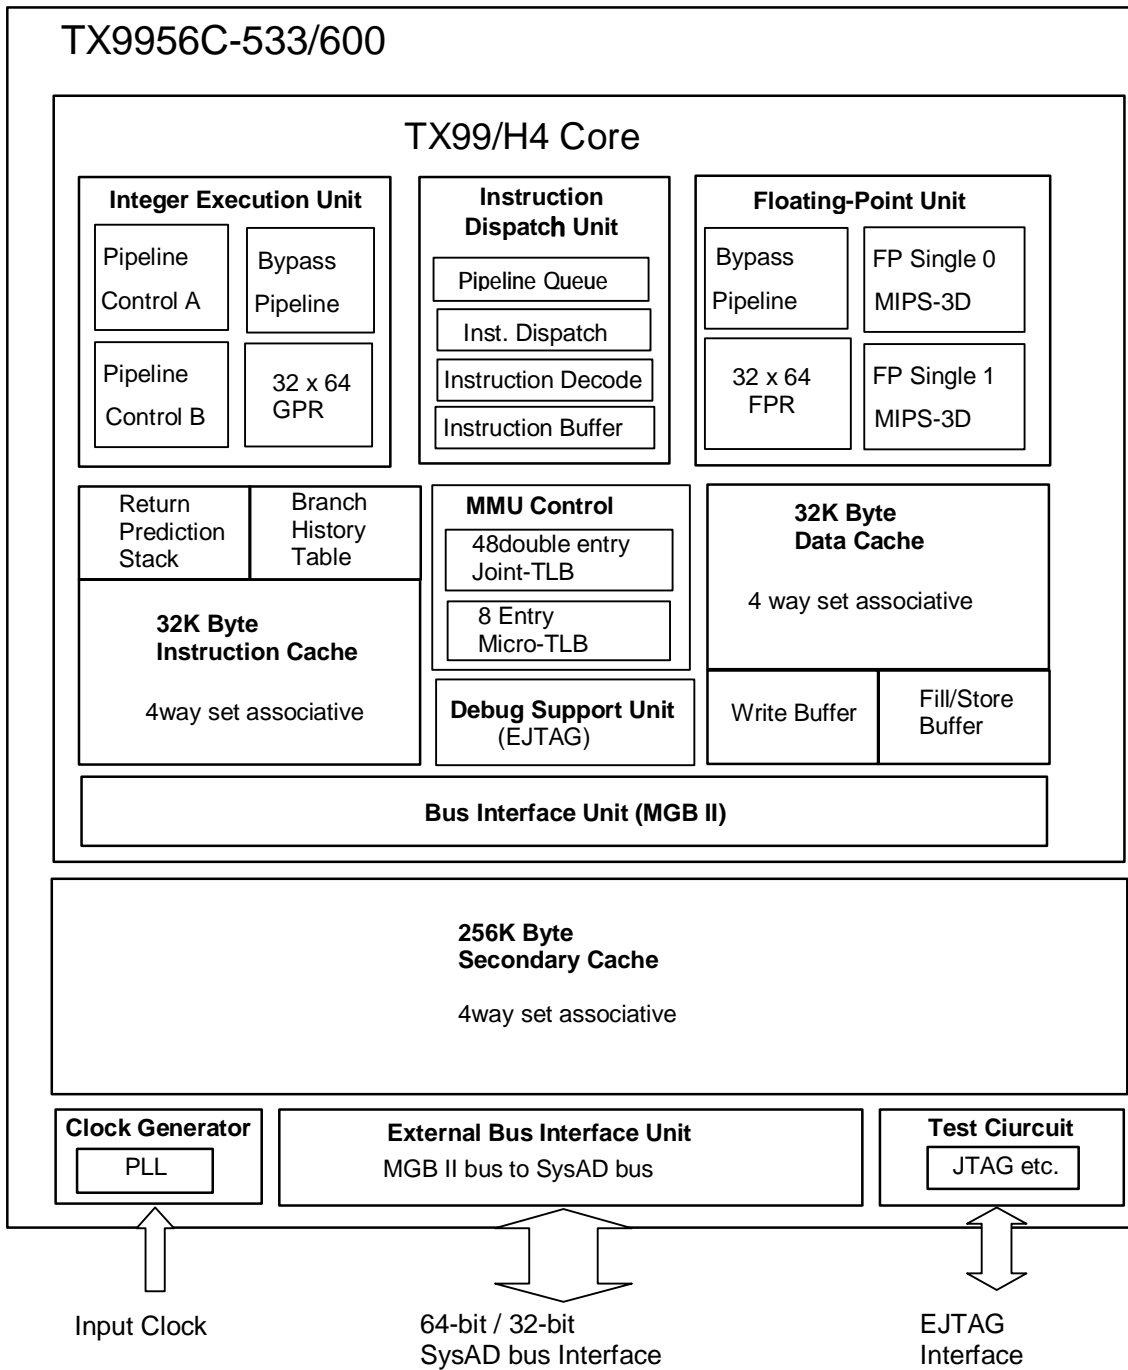 TX9956C-533/600
TX99/H4 Core
Integer Execution Unit
Pipeline
Control A
Bypass
Pipeline
Pipeline
Control B
32 x 64
GPR
Instruction
Dispatch Unit
Pipeline Queue
Inst. Dispatch
Instruction Decode
Instruction Buffer
Floating-Point Unit
Bypass
Pipeline
FP Single 0
MIPS-3D
32 x 64
FPR
FP Single 1
MIPS-3D
Return
Prediction
Stack
Branch
History
Table
32K Byte
Instruction Cache
4way set associative
MMU Control
48double entry
Joint-TLB
8 Entry
Micro-TLB
Debug Support Unit
(EJTAG)
32K Byte
Data Cache
4 way set associative
Write Buffer
Fill/Store
Buffer
Bus Interface Unit (MGB II)
256K Byte
Secondary Cache
4way set associative
Clock Generator
PLL
External Bus Interface Unit
MGB II bus to SysAD bus
Test Ciurcuit
JTAG etc.
Input Clock
64-bit / 32-bit
SysAD bus Interface
EJTAG
Interface